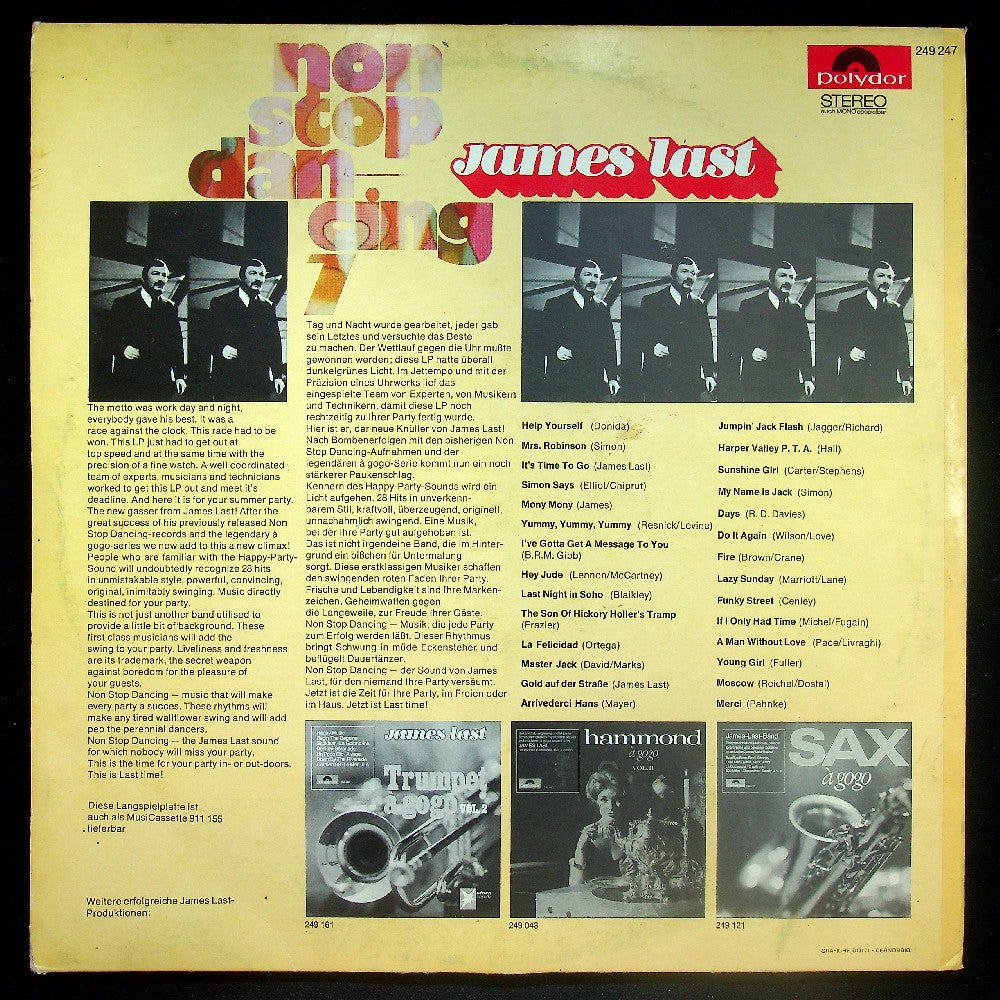 non
stop
dan-
cing
7
polydor
249 247
STEREO
auch MONO abspielbar
james last
The motto was work day and night,
everybody gave his best. It was a
race against the clock. This race had to be
won. This LP just had to get out at
top speed and at the same time with the
precision of a fine watch. A well coordinated
team of experts, musicians and technicians
worked to get this LP out and meet it's
deadline. And here it is for your summer party.
The new gasser from James Last! After the
great success of his previously released Non
Stop Dancing-records and the legendary à
gogo-series we now add to this a new climax!
People who are familiar with the Happy-Party-
Sound will undoubtedly recognize 28 hits
in unmistakable style, powerful, convincing,
original, inimitably swinging. Music directly
destined for your party.
This is not just another band utilised to
provide a little bit of background. These
first class musicians will add the
swing to your party. Liveliness and freshness
are its trademark, the secret weapon
against boredom for the pleasure of
your guests.
Non Stop Dancing – music that will make
every party a succes. These rhythms will
make any tired wallflower swing and will add
pep the perennial dancers.
Non Stop Dancing – the James Last sound
for which nobody will miss your party.
This is the time for your party in- or out-doors.
This is Last time!
Diese Langspielplatte ist
auch als MusiCassette 911 155
lieferbar
Weitere erfolgreiche James Last-
Produktionen:
Tag und Nacht wurde gearbeitet, jeder gab
sein Letztes und versuchte das Beste
zu machen. Der Wettlauf gegen die Uhr mußte
gewonnen werden; diese LP hatte überall
dunkelgrünes Licht. Im Jettempo und mit der
Präzision eines Uhrwerks lief das
eingespielte Team von Experten, von Musikern
und Technikern, damit diese LP noch
rechtzeitig zu Ihrer Party fertig wurde.
Hier ist er, der neue Knüller von James Last!
Nach Bombenerfolgen mit den bisherigen Non
Stop Dancing-Aufnahmen und der
legendären à gogo-Serie kommt nun ein noch
stärkerer Paukenschlag.
Kennern des Happy-Party-Sounds wird ein
Licht aufgehen. 28 Hits in unverkenn-
barem Stil, kraftvoll, überzeugend, originell,
unnachahmlich swingend. Eine Musik,
bei der Ihre Party gut aufgehoben ist.
Das ist nicht irgendeine Band, die im Hinter-
grund ein bißchen für Untermalung
sorgt. Diese erstklassigen Musiker schaffen
den swingenden roten Faden Ihrer Party.
Frische und Lebendigkeit sind Ihre Marken-
zeichen, Geheimwaffen gegen
die Langeweile, zur Freude Ihrer Gäste.
Non Stop Dancing – Musik, die jede Party
zum Erfolg werden läßt. Dieser Rhythmus
bringt Schwung in müde Eckensteher und
beflügelt Dauertänzer.
Non Stop Dancing – der Sound von James
Last, für den niemand Ihre Party versäumt.
Jetzt ist die Zeit für Ihre Party, im Freien oder
im Haus. Jetzt ist Last time!
Help Yourself (Donida)
Mrs. Robinson (Simon)
It's Time To Go (James Last)
Simon Says (Elliot/Chiprut)
Mony Mony (James)
Yummy, Yummy, Yummy (Resnick/Levine)
I've Gotta Get A Message To You
(B.R.M. Gibb)
Hey Jude (Lennon/McCartney)
Last Night in Soho (Blaikley)
The Son Of Hickory Holler's Tramp
(Frazier)
La Felicidad (Ortega)
Master Jack (David/Marks)
Gold auf der Straße (James Last)
Arrivederci Hans (Mayer)
Jumpin' Jack Flash (Jagger/Richard)
Harper Valley P. T. A. (Hall)
Sunshine Girl (Carter/Stephens)
My Name Is Jack (Simon)
Days (R. D. Davies)
Do It Again (Wilson/Love)
Fire (Brown/Crane)
Lazy Sunday (Marriott/Lane)
Funky Street (Conley)
If I Only Had Time (Michel/Fugain)
A Man Without Love (Pace/Livraghi)
Young Girl (Fuller)
Moscow (Reichel/Dostal)
Merci (Pahnke)
james last
Trumpet
à gogo VOL. 2
249 161
hammond
à gogo
VOL. II
249 043
James-Last-Band
SAX
à gogo
249 121